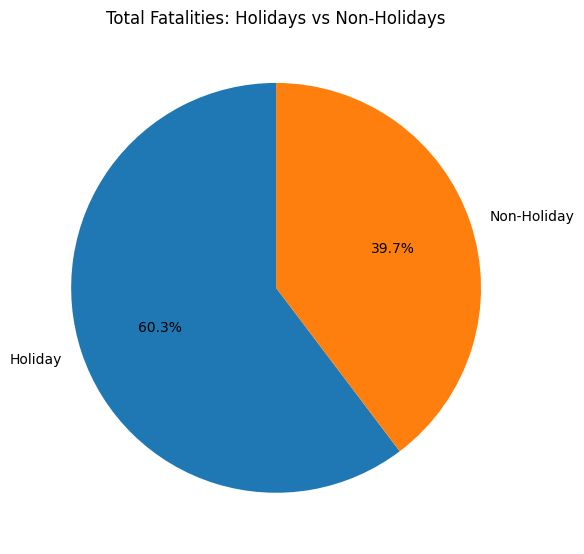 Total Fatalities: Holidays vs Non-Holidays
Non-Holiday
39.7%
60.3%
Holiday